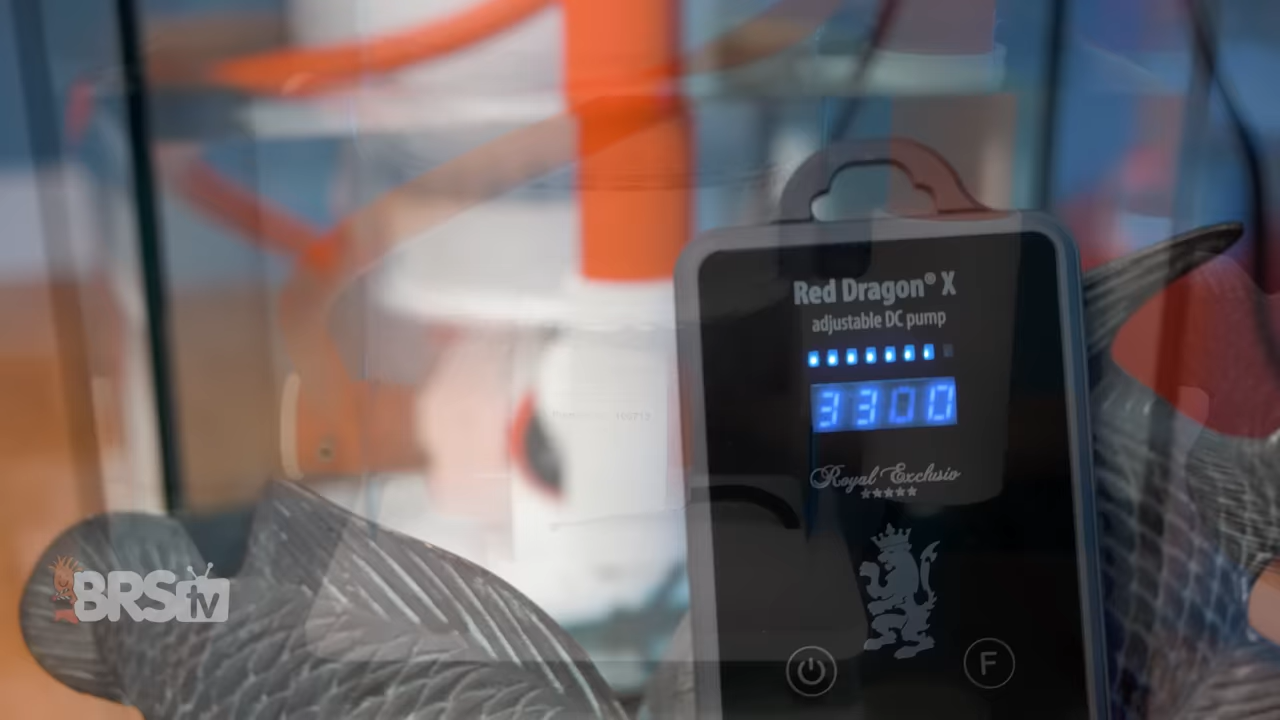 Red Dragon® X
adjustable DC pump
3300
Royal Exclusiv
F
BRStv